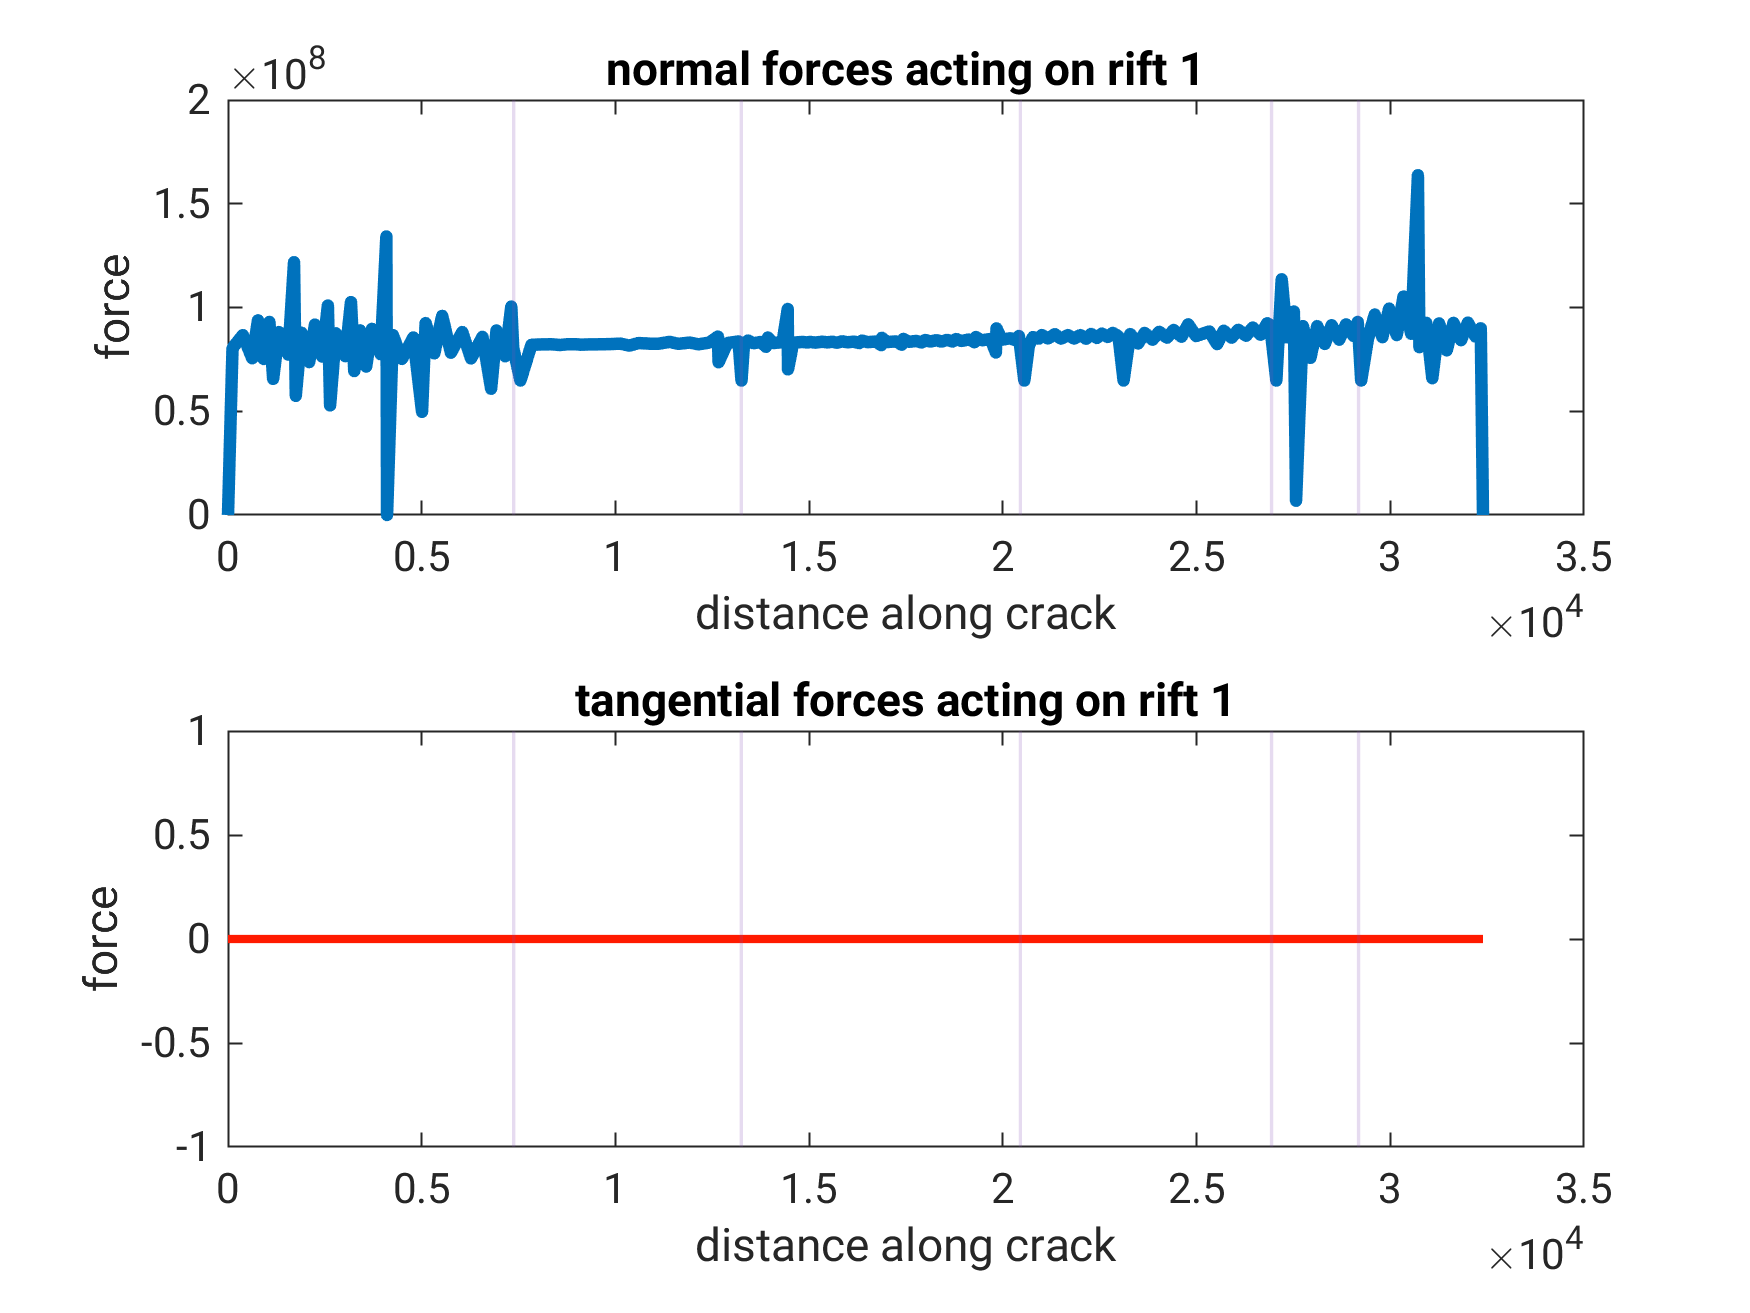 ×10^8
normal forces acting on rift 1
2
1.5
1
0.5
0
force
0 0.5 1 1.5 2 2.5 3 3.5
distance along crack
×10^4
tangential forces acting on rift 1
1
0.5
0
-0.5
-1
force
0 0.5 1 1.5 2 2.5 3 3.5
distance along crack
×10^4